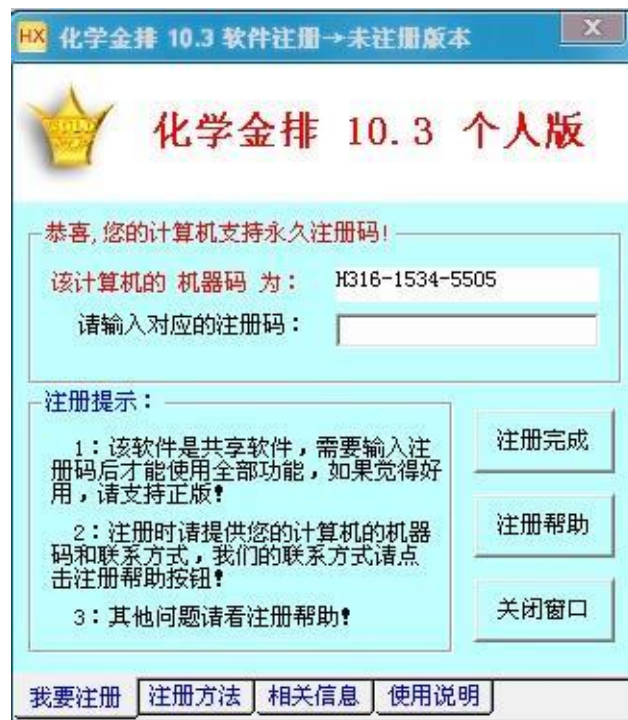 HX 化学金排 10.3 软件注册→未注册版本
化学金排 10.3 个人版
恭喜,您的计算机支持永久注册码!
该计算机的 机器码 为: H316-1534-5505
请输入对应的注册码:
注册提示:
1:该软件是共享软件,需要输入注
册码后才能使用全部功能,如果觉得好
用,请支持正版!
2:注册时请提供您的计算机的机器
码和联系方式,我们的联系方式请点
击注册帮助按钮!
3:其他问题请看注册帮助!
注册完成
注册帮助
关闭窗口
我要注册 注册方法 相关信息 使用说明